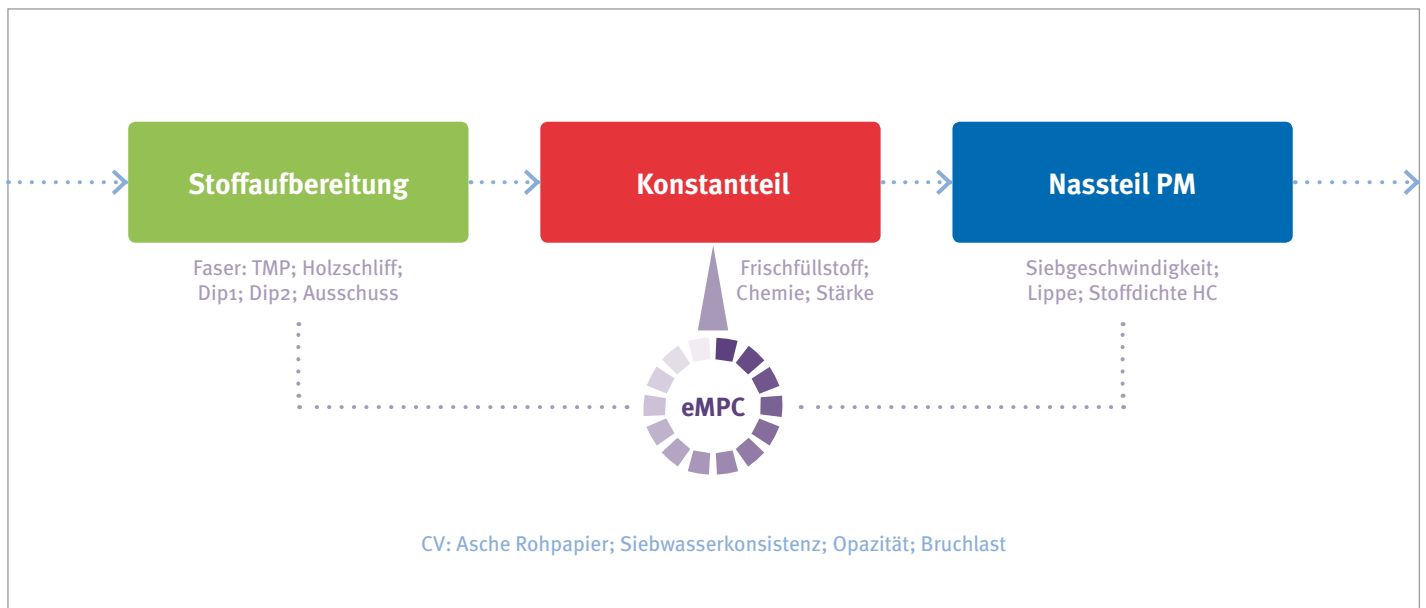 Stoffaufbereitung
Konstantteil
Nassteil PM
Faser: TMP; Holzschliff;
Dip1; Dip2; Ausschuss
Frischfüllstoff;
Chemie; Stärke
Siebgeschwindigkeit;
Lippe; Stoffdichte HC
eMPC
CV: Asche Rohpapier; Siebwasserkonsistenz; Opazität; Bruchlast